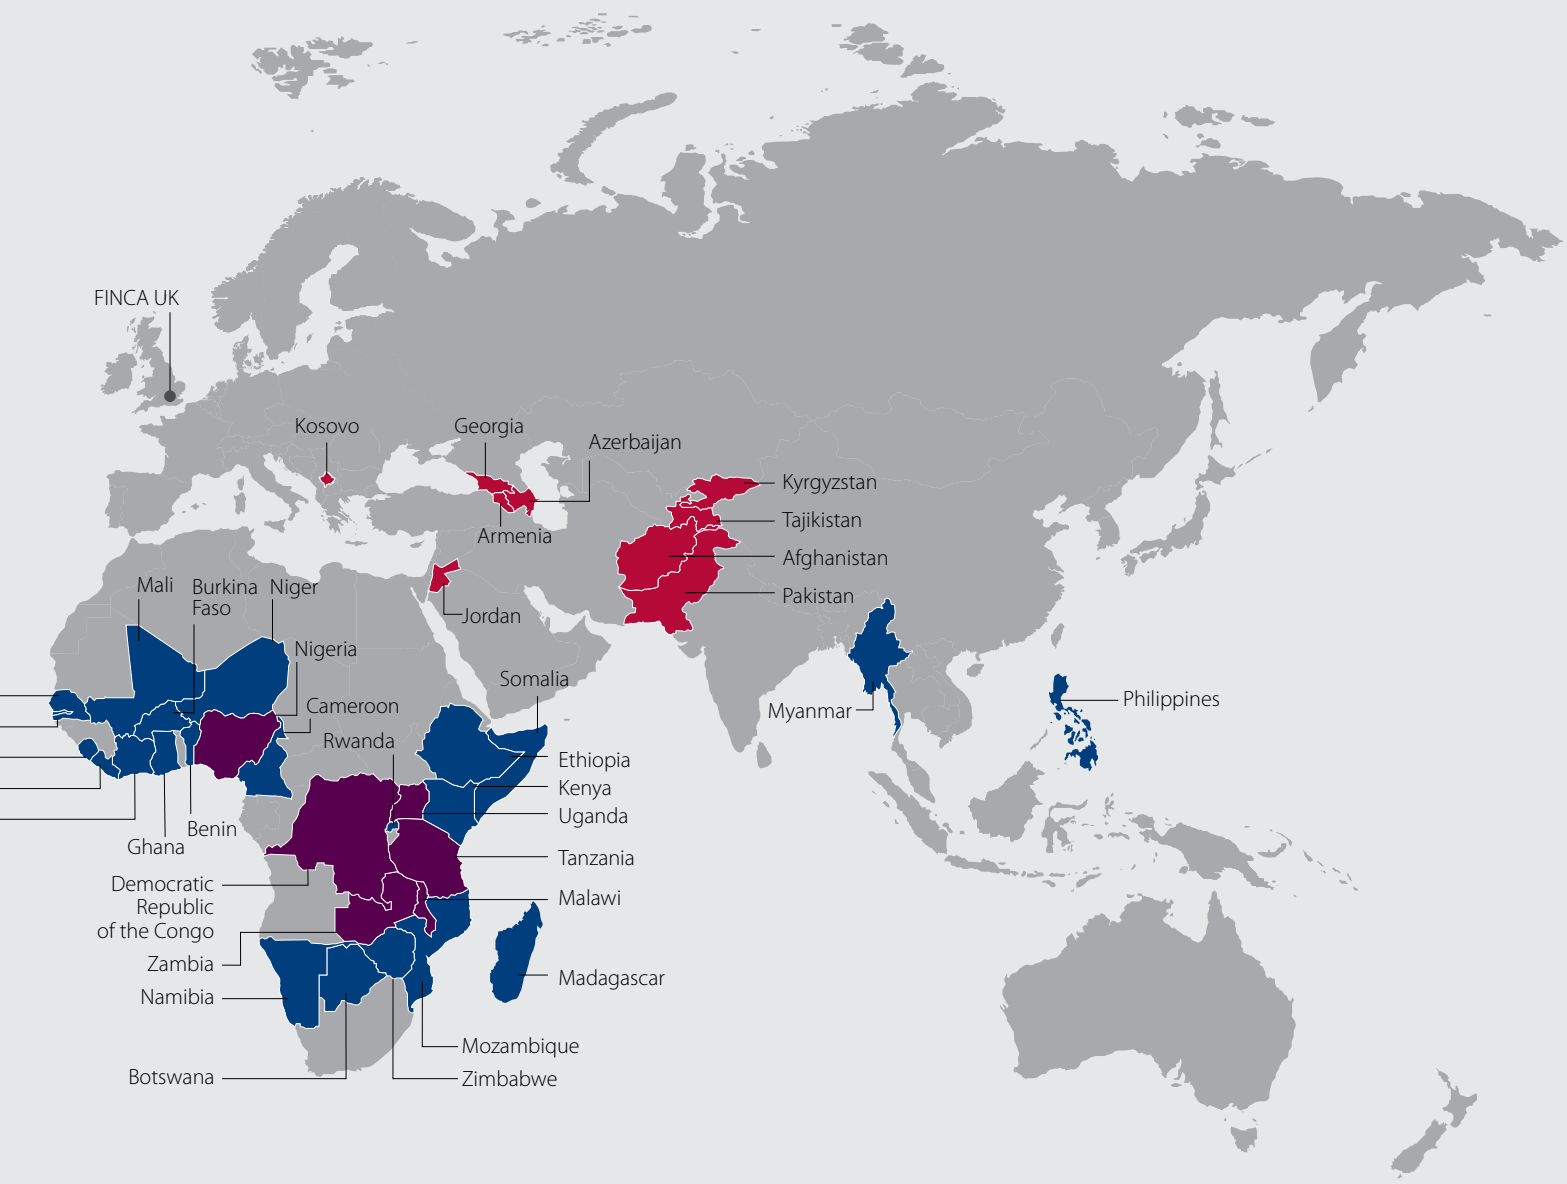 FINCA UK
Kosovo
Georgia
Azerbaijan
Armenia
Kyrgyzstan
Tajikistan
Afghanistan
Pakistan
Jordan
Mali
Burkina
Faso
Niger
Nigeria
Cameroon
Rwanda
Somalia
Myanmar
Philippines
Ethiopia
Kenya
Uganda
Tanzania
Malawi
Benin
Ghana
Democratic
Republic
of the Congo
Zambia
Namibia
Botswana
Madagascar
Mozambique
Zimbabwe